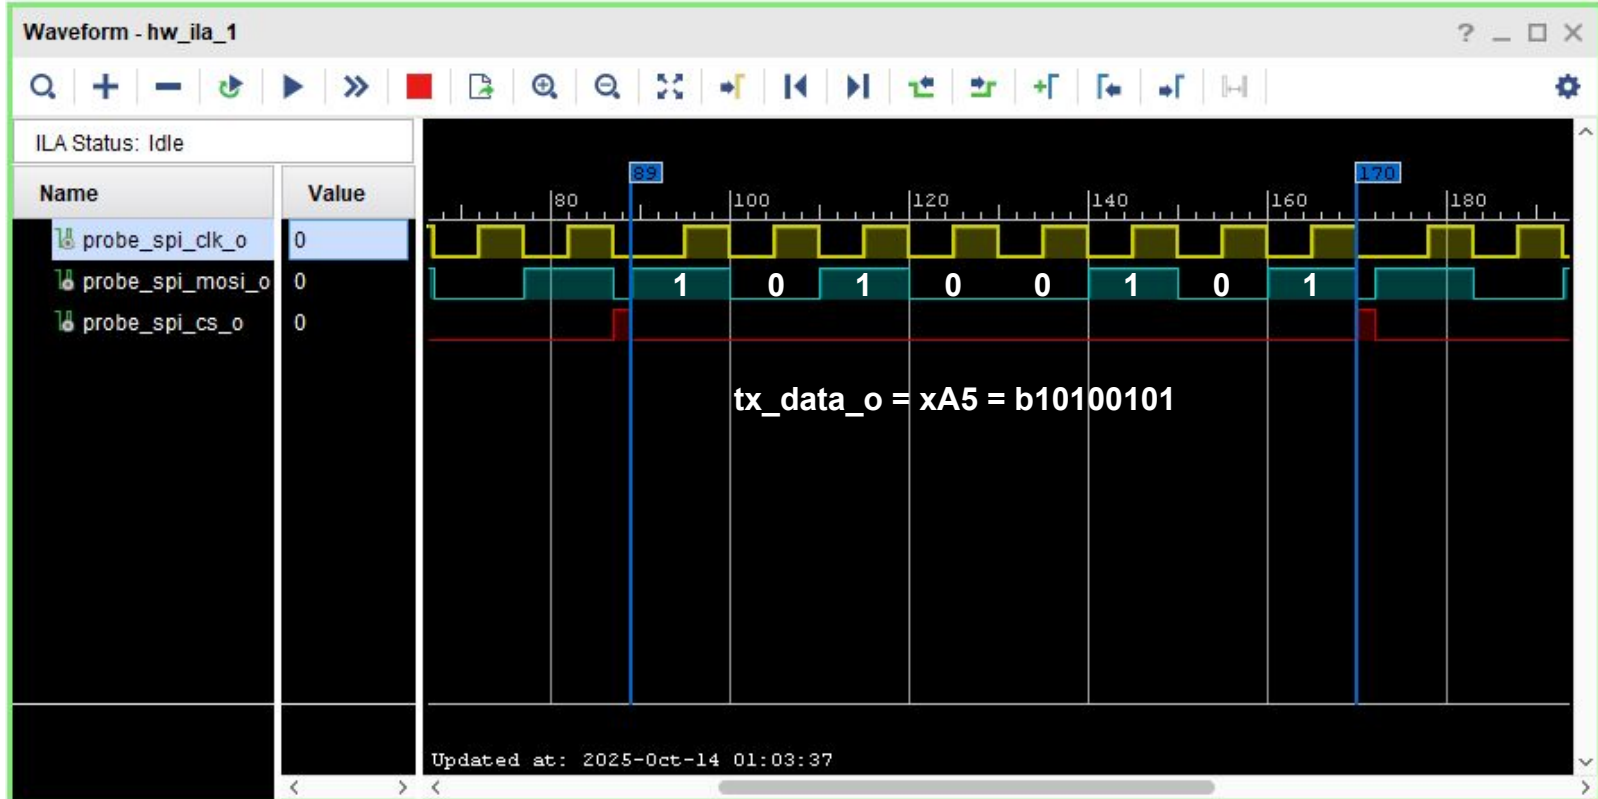 Waveform - hw_ila_1
ILA Status: Idle
Name Value
89 170
80 100 120 140 160 180
probe_spi_clk_o 0
probe_spi_mosi_o 0
1 0 1 0 0 1 0 1
probe_spi_cs_o 0
tx_data_o = xA5 = b10100101
Updated at: 2025-Oct-14 01:03:37